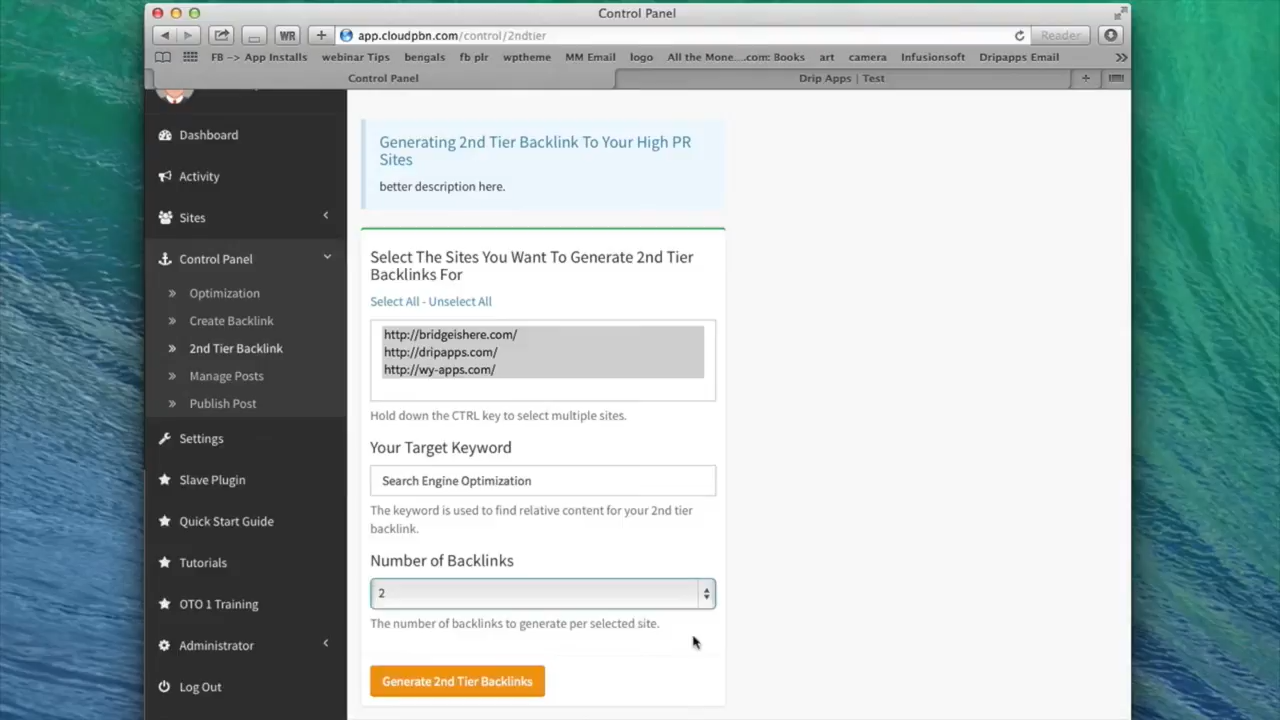 Control Panel
WR
app.cloudpbn.com/control/2ndtier
Reader
FB -> App Installs
webinar Tips
bengals
fb plr
wptheme
MM Email
logo
All the Mone....com: Books
art
camera
Infusionsoft
Dripapps Email
Control Panel
Drip Apps | Test
Dashboard
Activity
Sites
Control Panel
Optimization
Create Backlink
2nd Tier Backlink
Manage Posts
Publish Post
Settings
Slave Plugin
Quick Start Guide
Tutorials
OTO 1 Training
Administrator
Log Out
Generating 2nd Tier Backlink To Your High PR
Sites
better description here.
Select The Sites You Want To Generate 2nd Tier
Backlinks For
Select All - Unselect All
http://bridgeishere.com/
http://dripapps.com/
http://wy-apps.com/
Hold down the CTRL key to select multiple sites.
Your Target Keyword
Search Engine Optimization
The keyword is used to find relative content for your 2nd tier
backlink.
Number of Backlinks
2
The number of backlinks to generate per selected site.
Generate 2nd Tier Backlinks